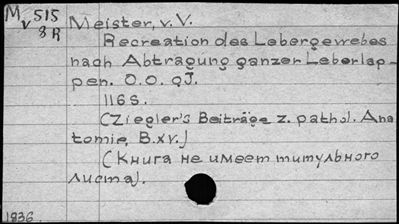 M v 515
8 R
Meister, v. V.
Recreation des Lebergewebes
nach Abtragung ganzer Leberlap-
pen. O. O. q J.
116 S.
(Ziegler's Beiträge z. pathol. Ana
tomie, B. xv.)
(Книга не имеет титульного
листа).
1936